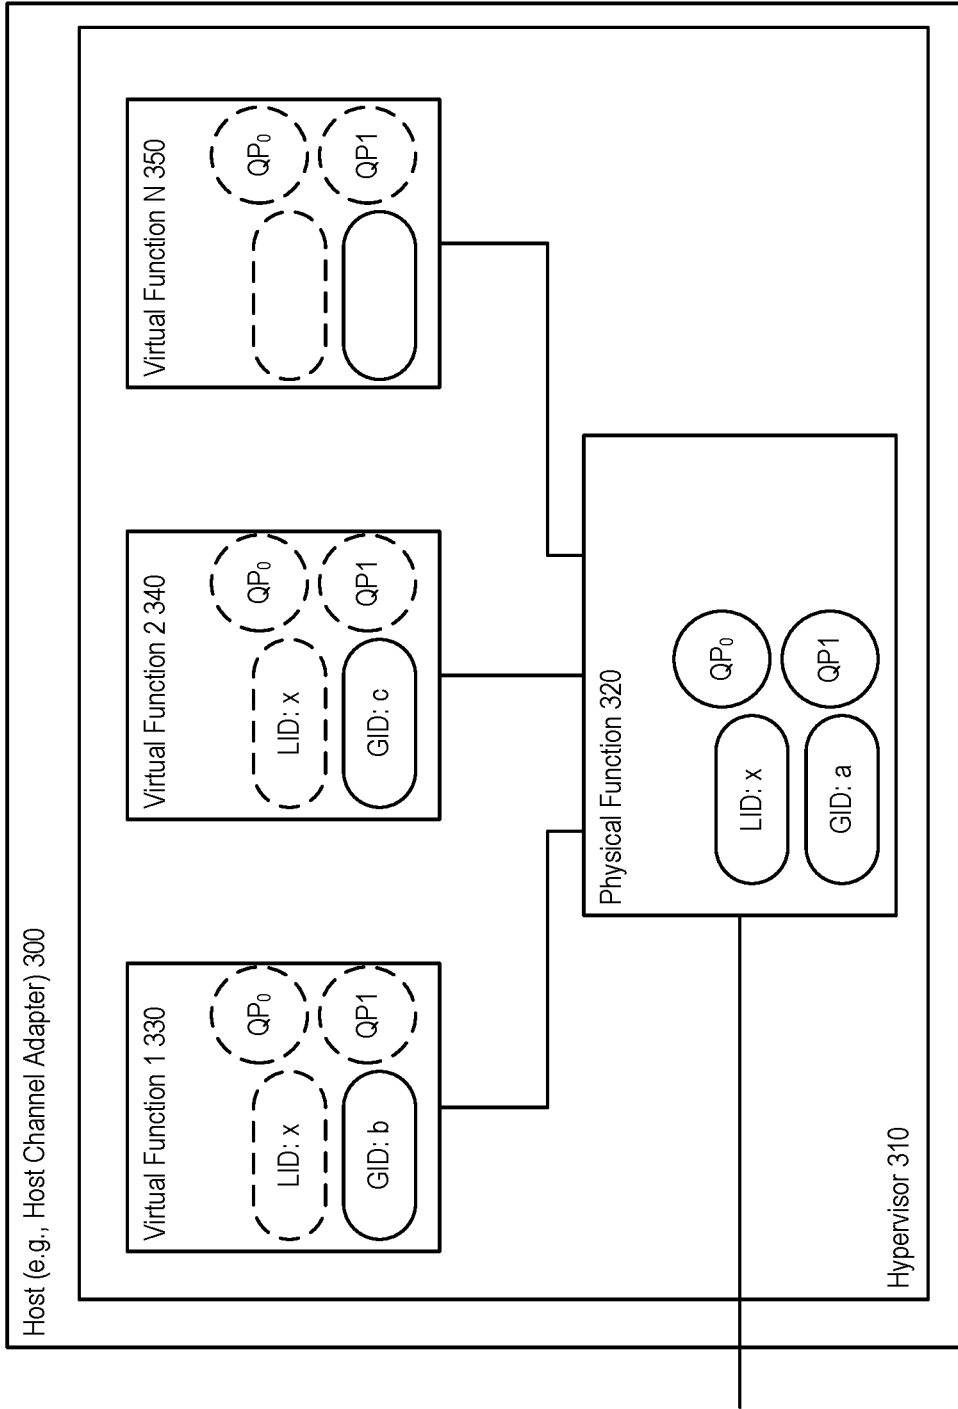 Host (e.g., Host Channel Adapter) 300
Virtual Function 1 330
LID: x
QP₀
GID: b
QP1
Virtual Function 2 340
LID: x
QP₀
GID: c
QP1
Virtual Function N 350
QP₀
QP1
Physical Function 320
LID: x
QP₀
GID: a
QP1
Hypervisor 310